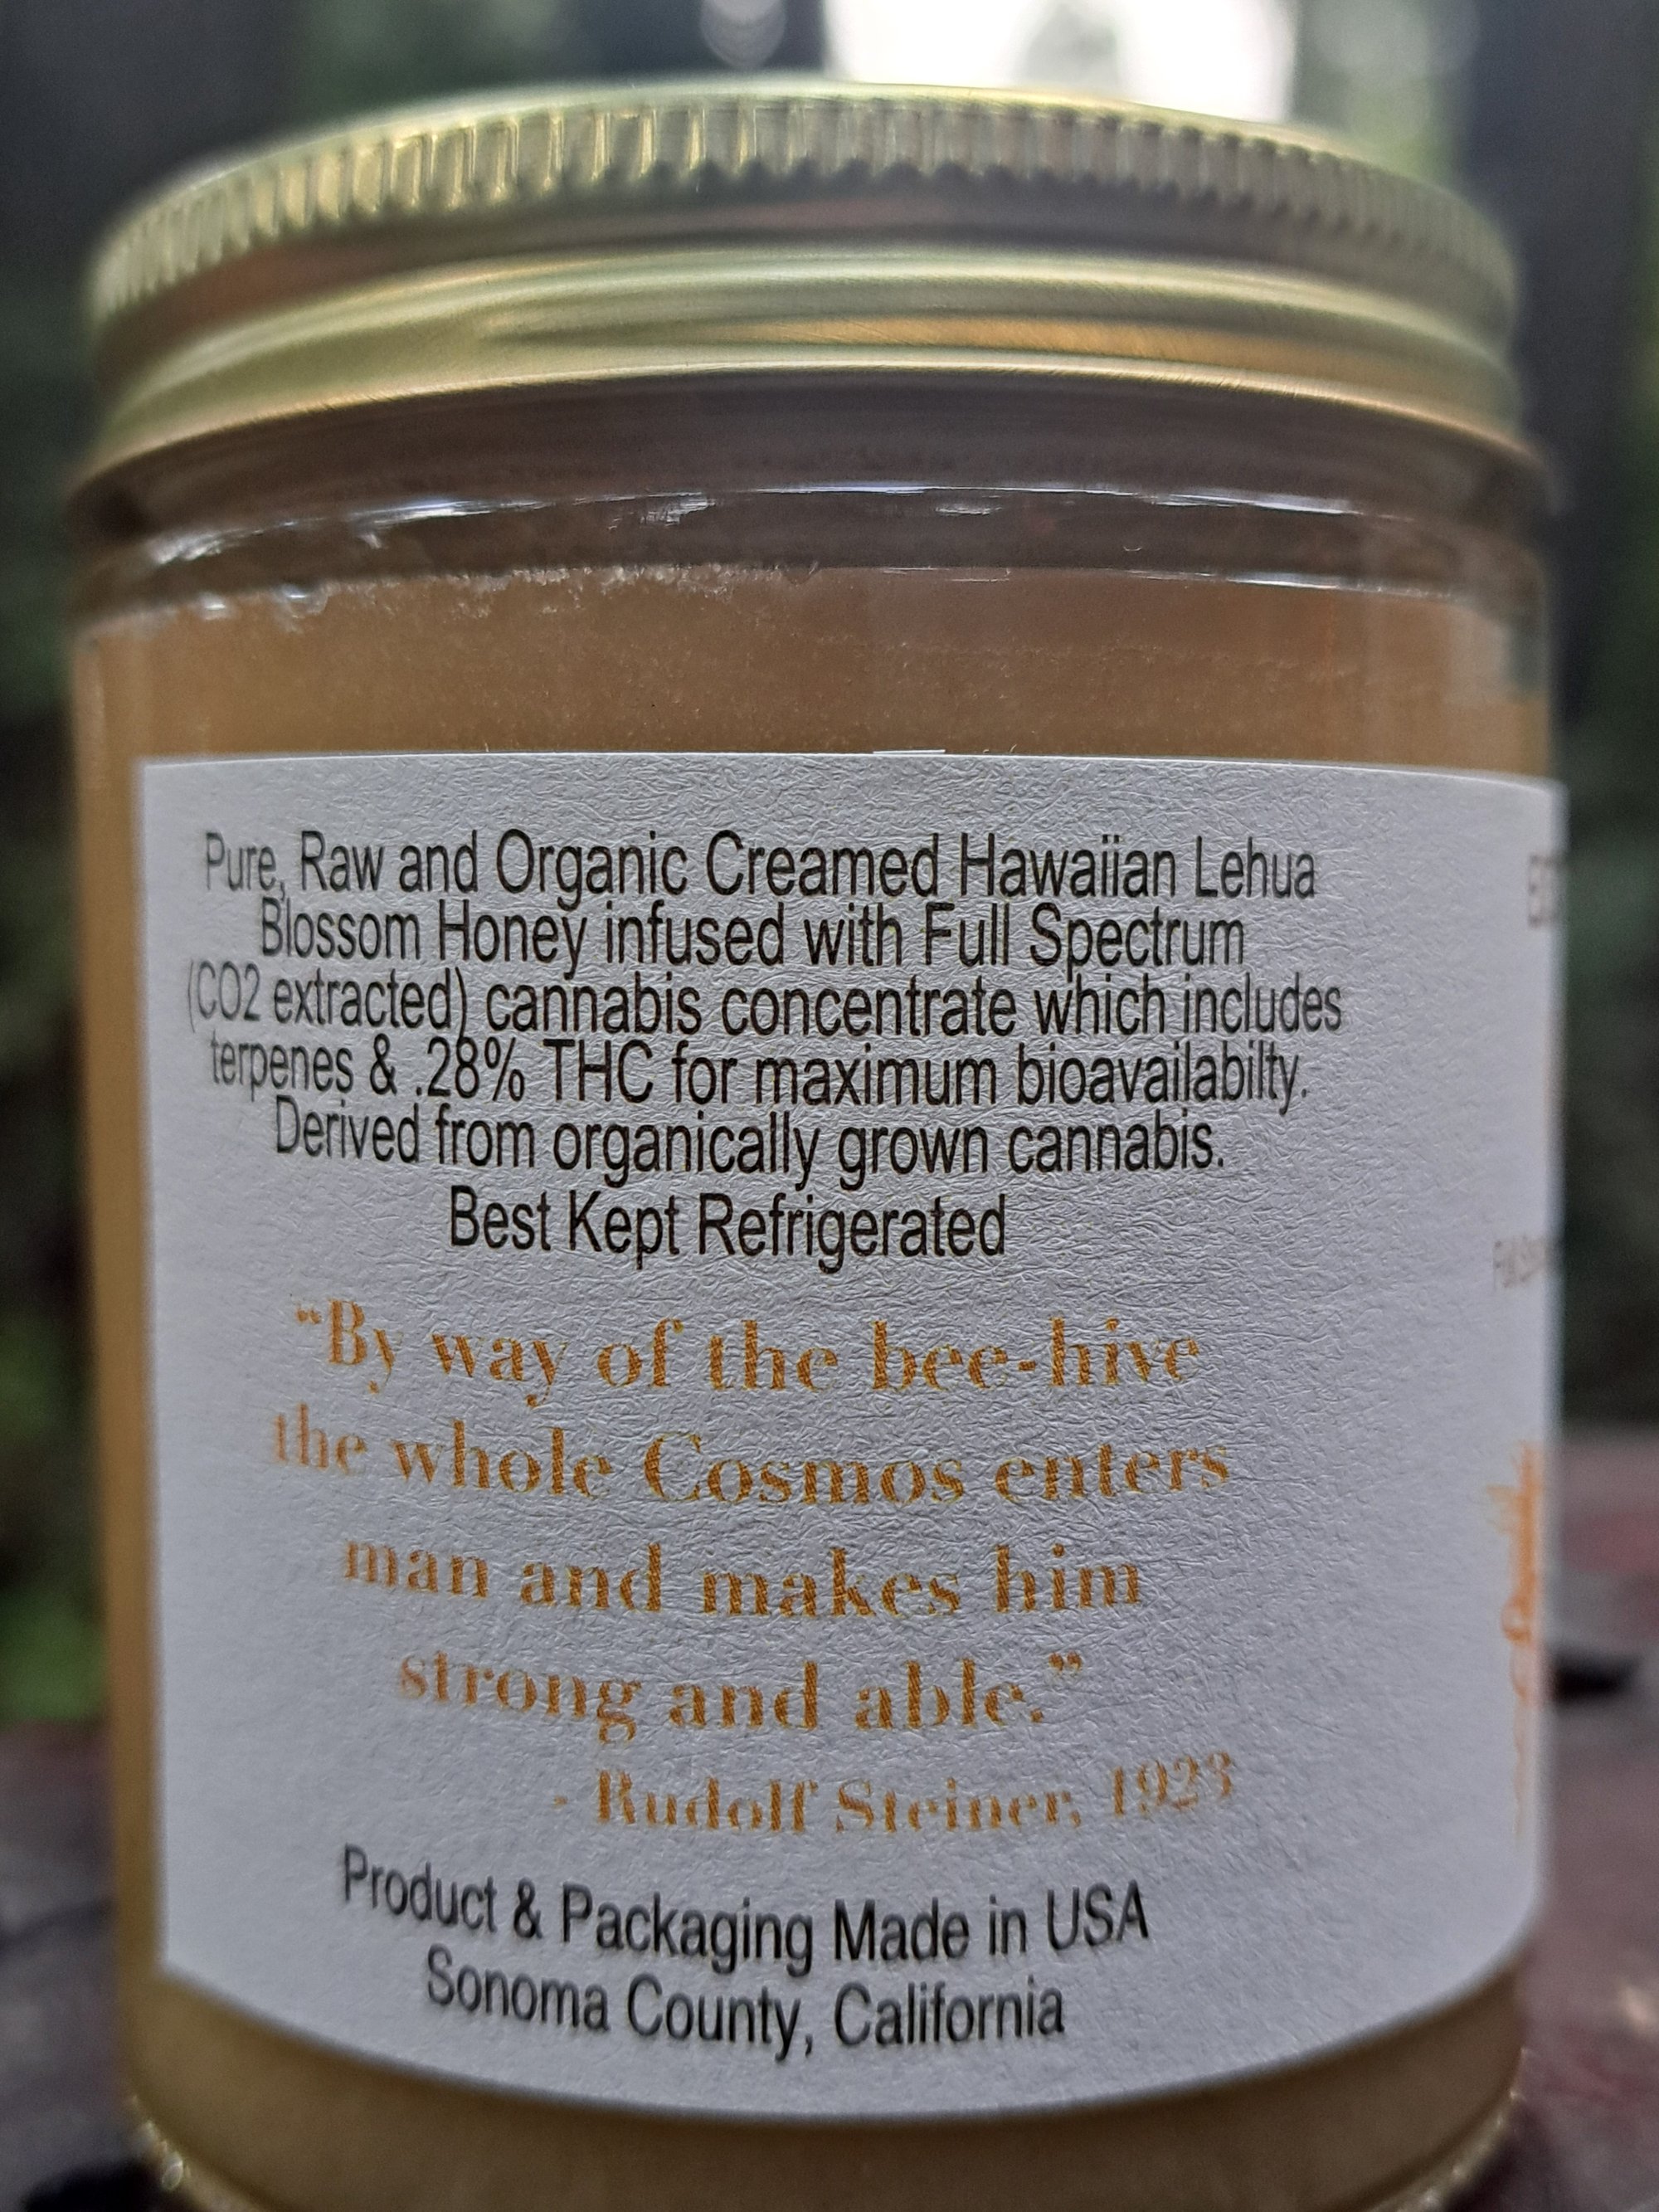 Pure, Raw and Organic Creamed Hawaiian Lehua
Blossom Honey infused with Full Spectrum
(CO2 extracted) cannabis concentrate which includes
terpenes & .28% THC for maximum bioavailabilty.
Derived from organically grown cannabis.
Best Kept Refrigerated
“By way of the bee-hive
the whole Cosmos enters
man and makes him
strong and able.”
- Rudolf Steiner, 1923
Product & Packaging Made in USA
Sonoma County, California